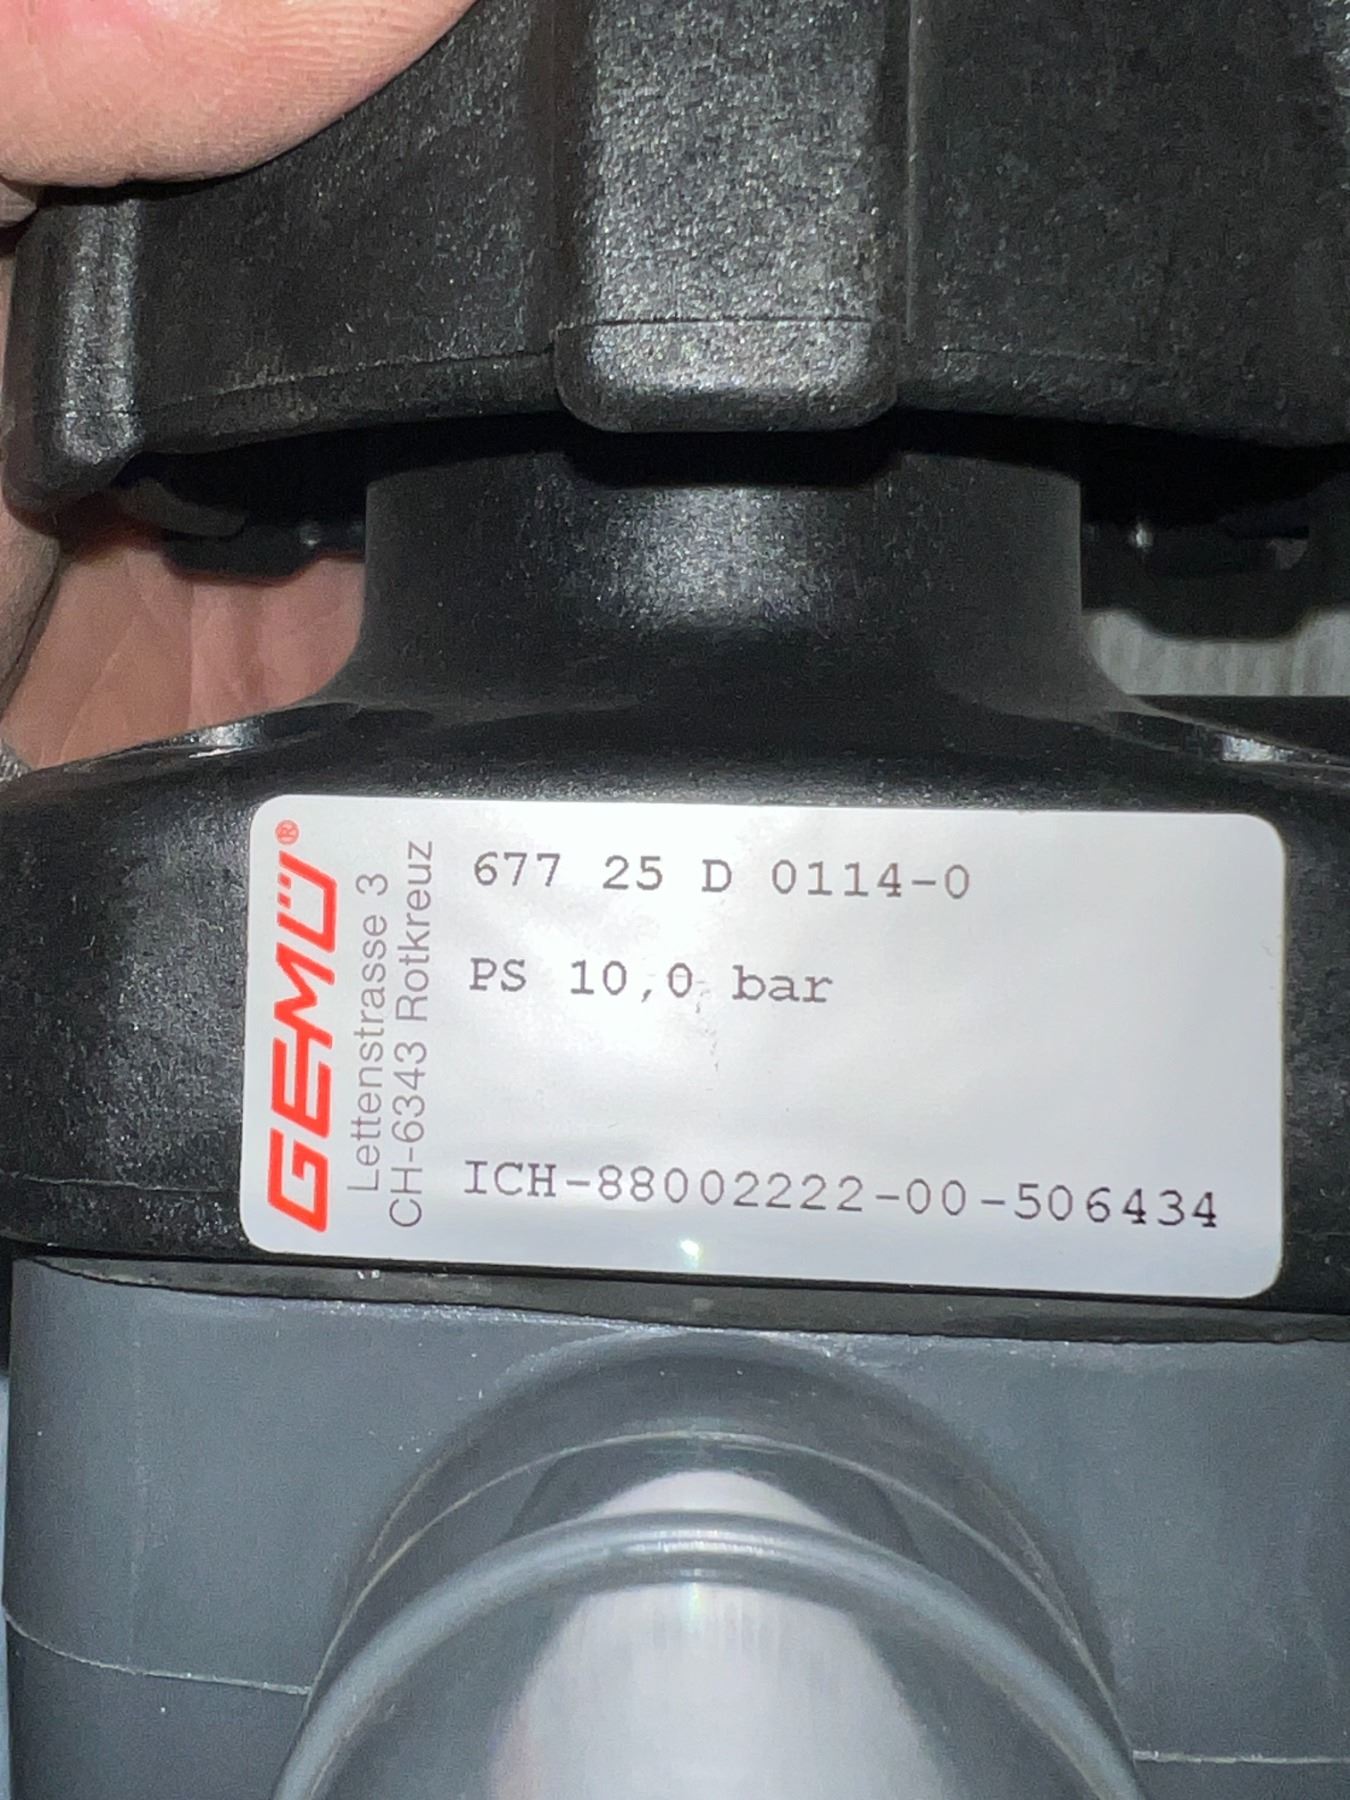 GEMÜ®
Lettenstrasse 3
CH-6343 Rotkreuz
677 25 D 0114-0
PS 10,0 bar
ICH-88002222-00-506434